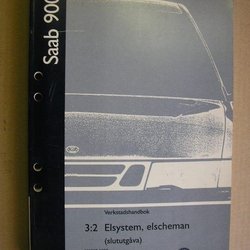 Saab 900
Verkstadshandbok
3:2 Elsystem, elscheman
(slututgåva)